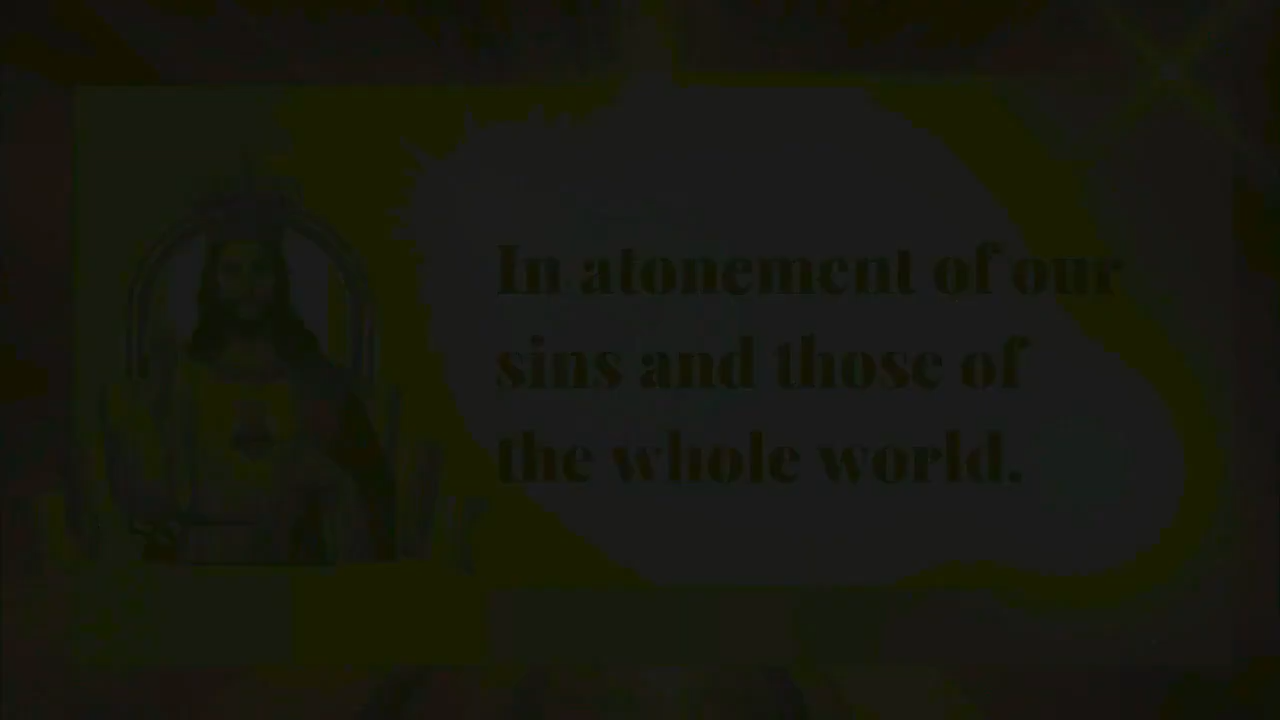 In atonement of our
sins and those of
the whole world.